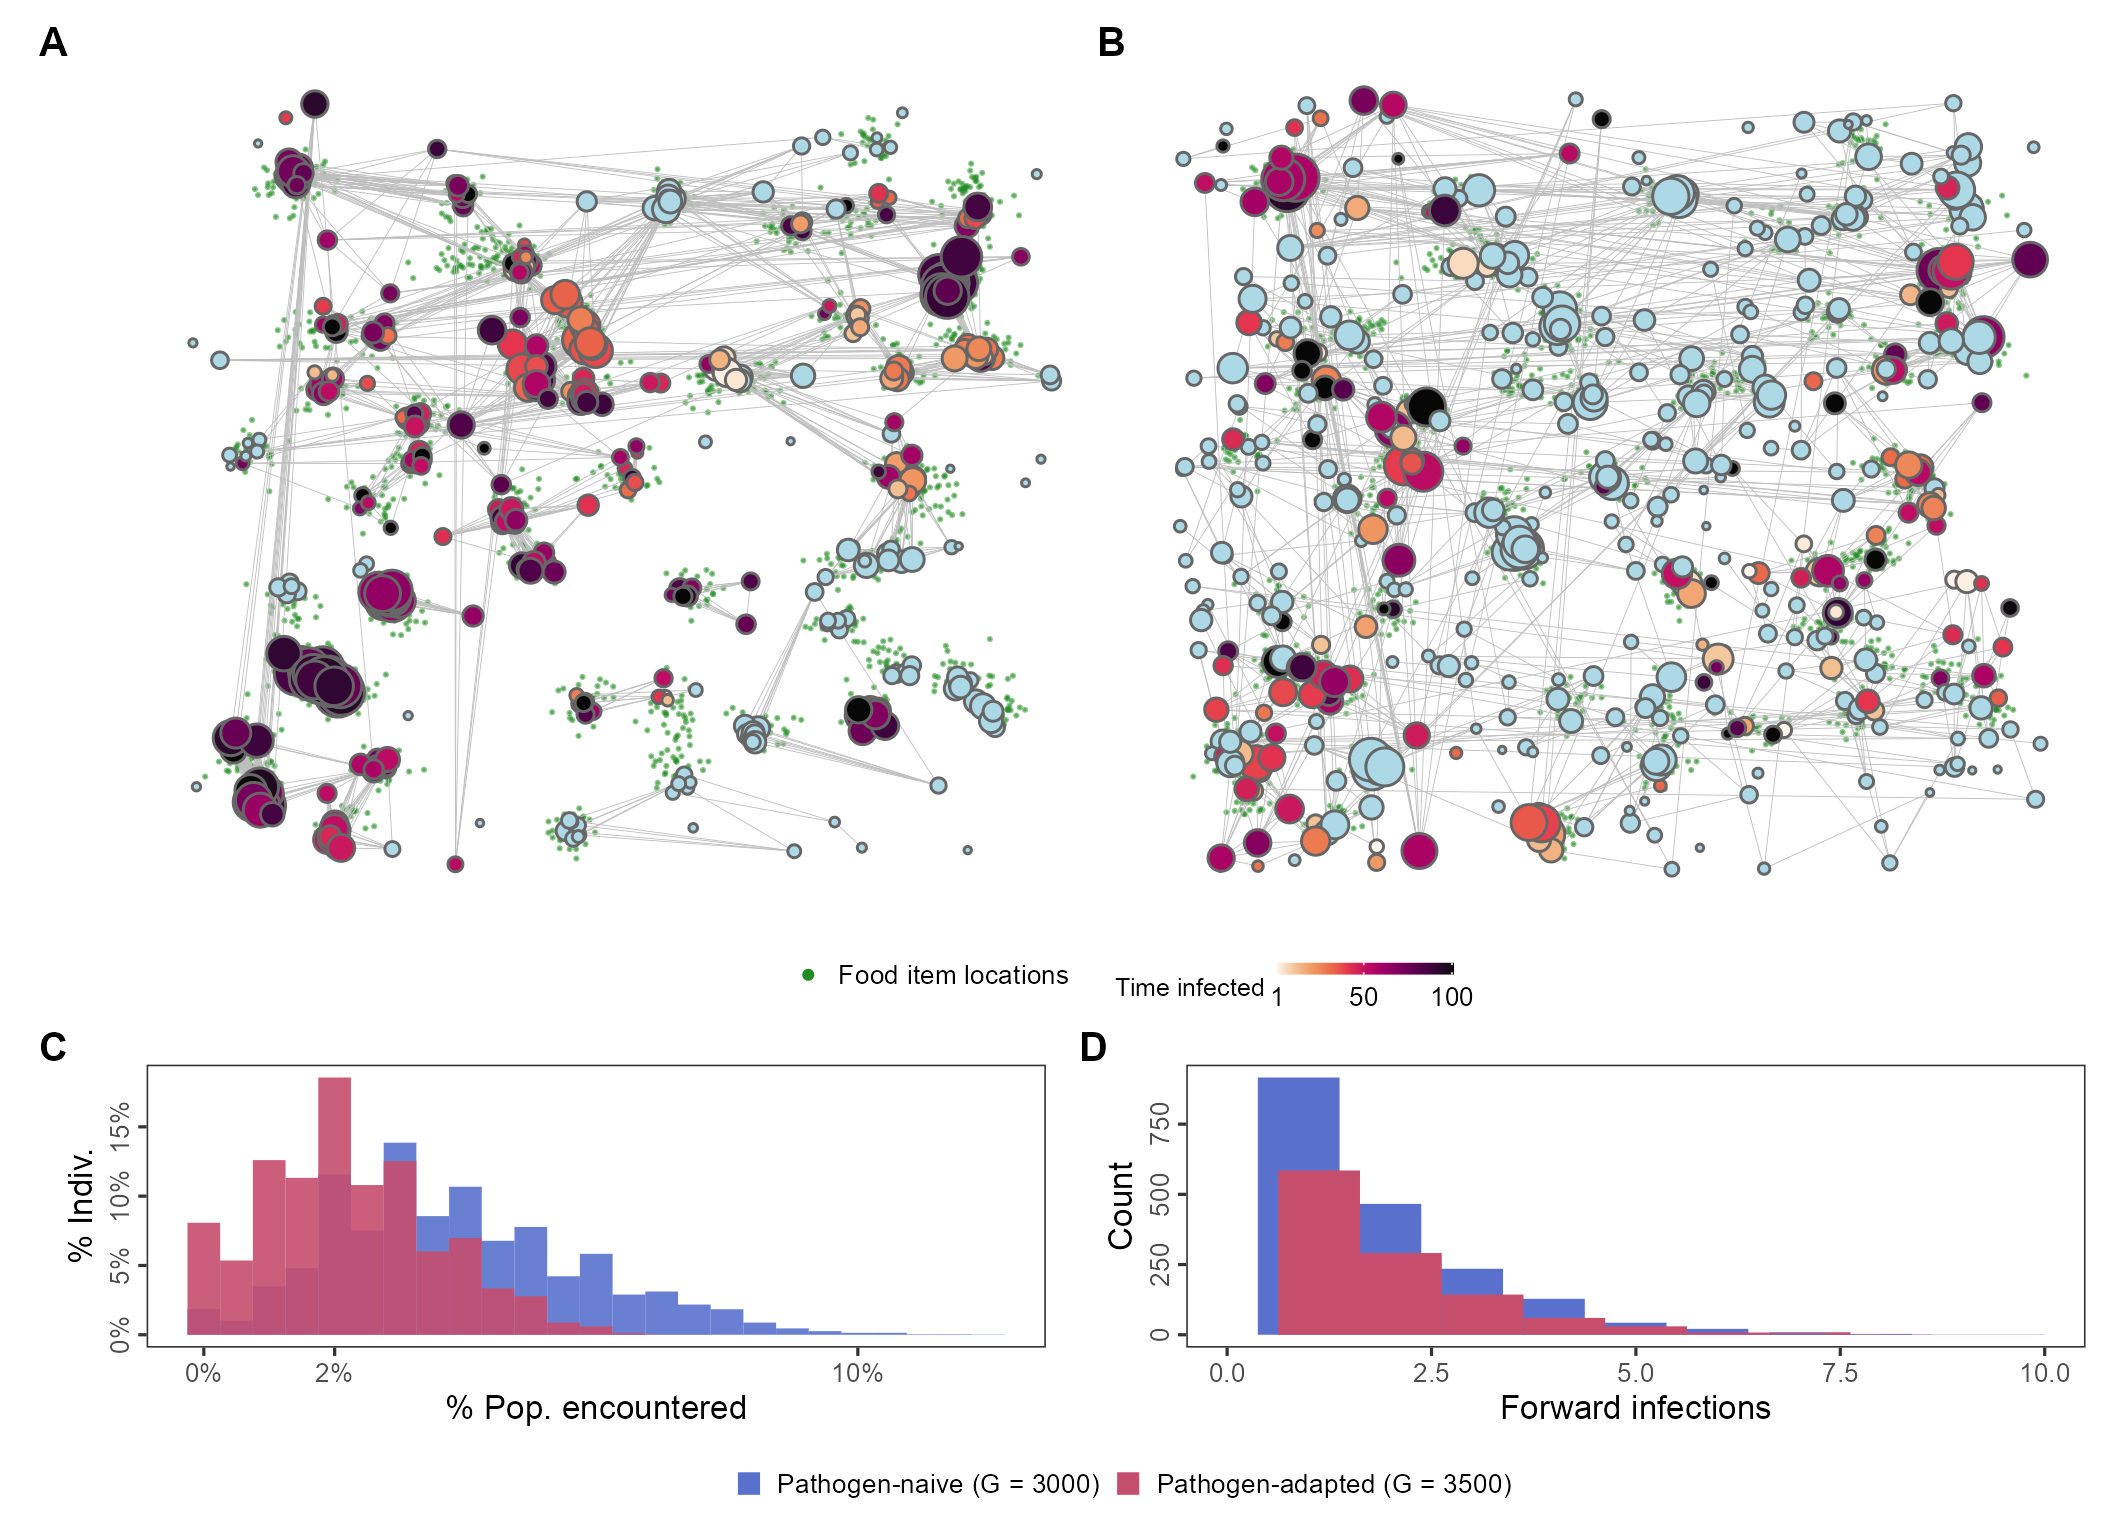 A
B
Food item locations
Time infected
1
50
100
C
% Indiv.
0%
5%
10%
15%
0%
2%
10%
% Pop. encountered
D
Count
0
250
500
750
0.0
2.5
5.0
7.5
10.0
Forward infections
Pathogen-naive (G = 3000)
Pathogen-adapted (G = 3500)